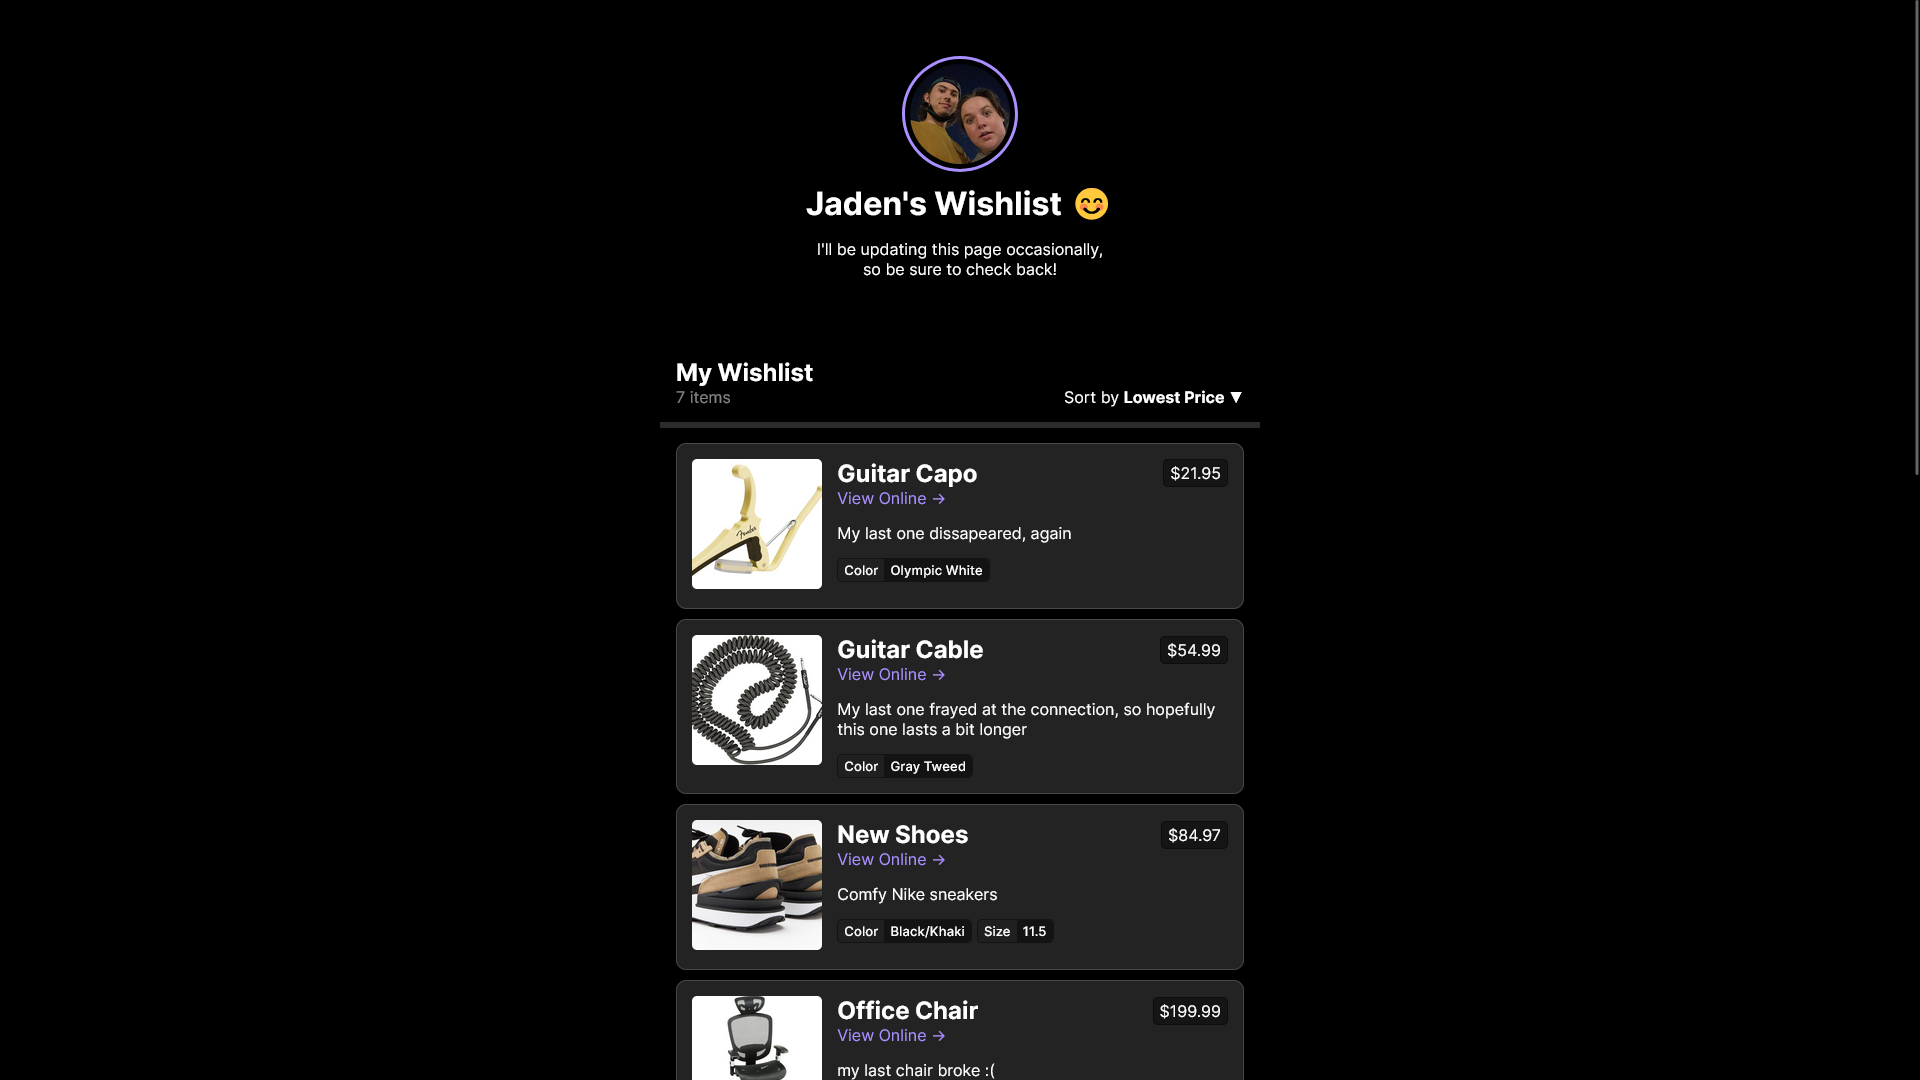 Jaden's Wishlist 😊
I'll be updating this page occasionally,
so be sure to check back!
My Wishlist
7 items
Sort by Lowest Price ▼
Guitar Capo
$21.95
View Online →
My last one dissapeared, again
Color Olympic White
Fender
Guitar Cable
$54.99
View Online →
My last one frayed at the connection, so hopefully
this one lasts a bit longer
Color Gray Tweed
New Shoes
$84.97
View Online →
Comfy Nike sneakers
Color Black/Khaki Size 11.5
Office Chair
$199.99
View Online →
my last chair broke :(